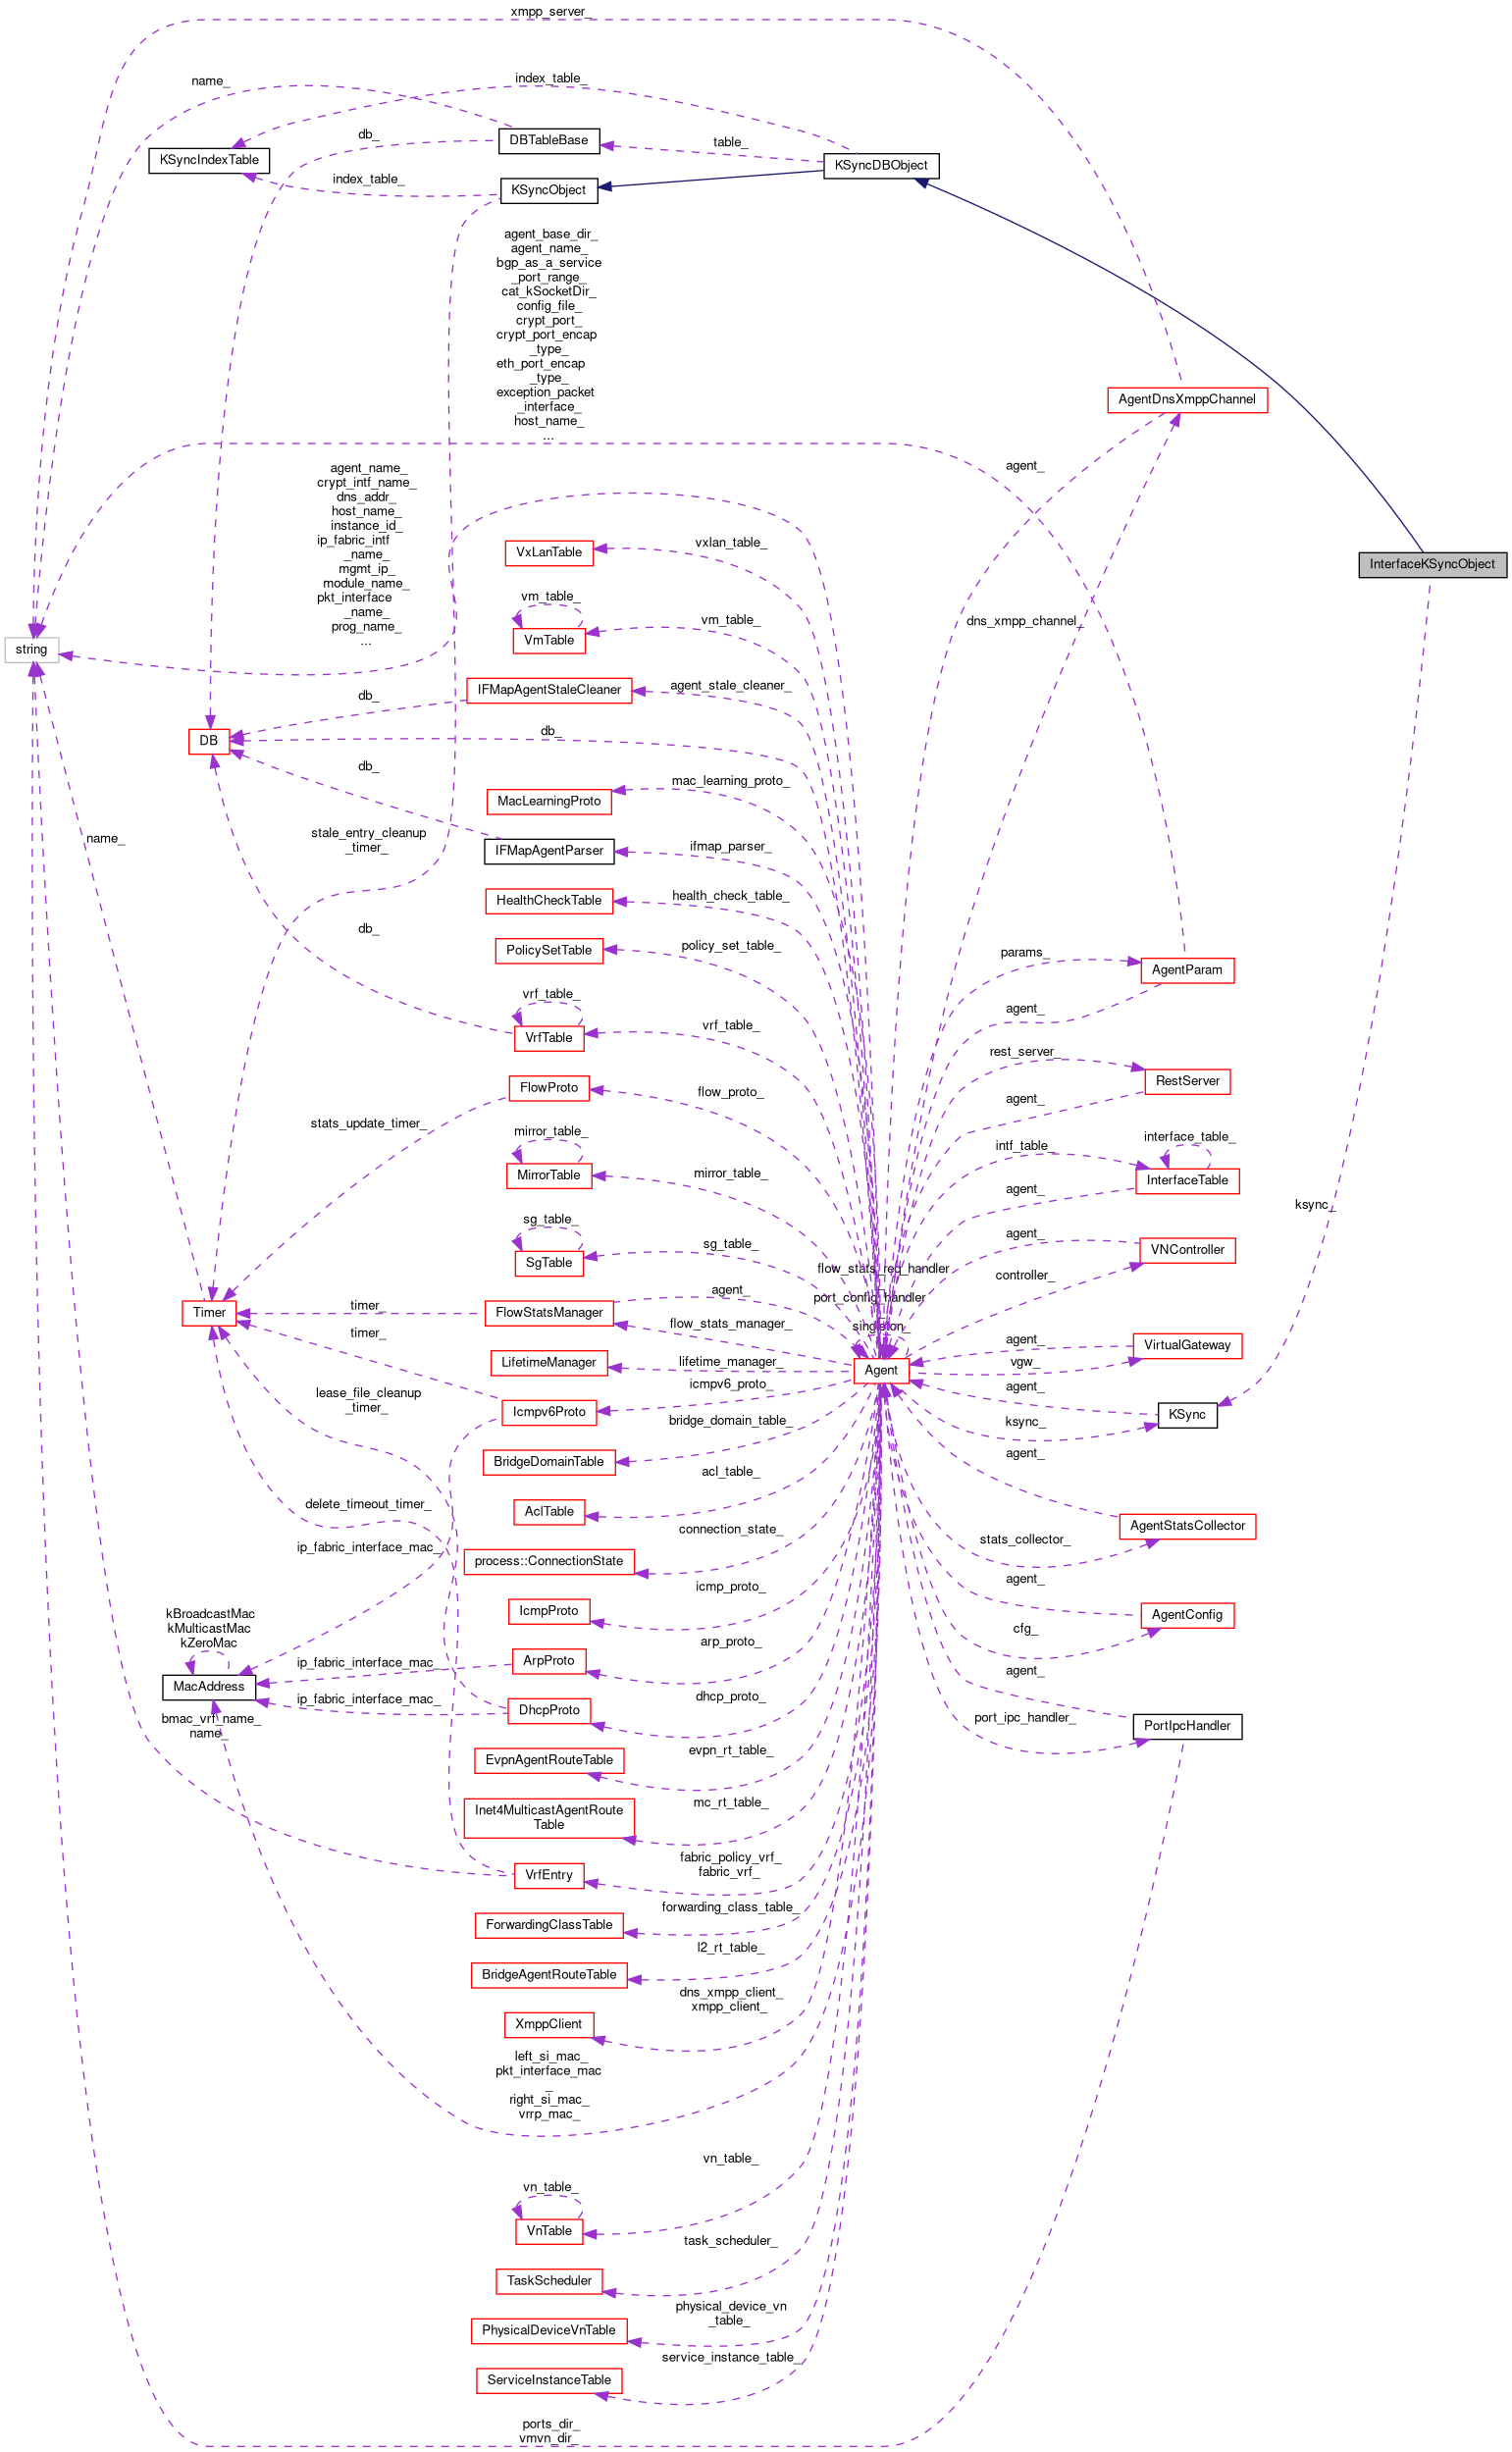 xmpp_server_
name_
index_table_
db_
DBTableBase
table_
KSyncIndexTable
KSyncDBObject
index_table_
KSyncObject
agent_base_dir_
agent_name_
bgp_as_a_service
_port_range_
cat_kSocketDir_
config_file_
crypt_port_
crypt_port_encap
_type_
eth_port_encap
_type_
exception_packet
_interface_
host_name_
...
AgentDnsXmppChannel
agent_
agent_name_
crypt_intf_name_
dns_addr_
host_name_
instance_id_
ip_fabric_intf
_name_
mgmt_ip_
module_name_
pkt_interface
_name_
prog_name_
...
vxlan_table_
VxLanTable
InterfaceKSyncObject
vm_table_
VmTable
vm_table_
dns_xmpp_channel_
string
IFMapAgentStaleCleaner
agent_stale_cleaner_
db_
DB
db_
db_
mac_learning_proto_
MacLearningProto
name_
stale_entry_cleanup
_timer_
IFMapAgentParser
ifmap_parser_
HealthCheckTable
health_check_table_
db_
PolicySetTable
policy_set_table_
params_
AgentParam
vrf_table_
VrfTable
vrf_table_
agent_
rest_server_
RestServer
FlowProto
flow_proto_
agent_
stats_update_timer_
mirror_table_
MirrorTable
mirror_table_
intf_table_
interface_table_
InterfaceTable
agent_
ksync_
sg_table_
SgTable
sg_table_
agent_
VNController
flow_stats_req_handler
_
port_config_handler
_
singleton_
controller_
Timer
timer_
FlowStatsManager
agent_
flow_stats_manager_
timer_
LifetimeManager
lifetime_manager_
Agent
agent_
vgw_
VirtualGateway
lease_file_cleanup
_timer_
Icmpv6Proto
icmpv6_proto_
agent_
KSync
ksync_
bridge_domain_table_
BridgeDomainTable
agent_
delete_timeout_timer_
AclTable
acl_table_
AgentStatsCollector
ip_fabric_interface_mac_
process::ConnectionState
connection_state_
stats_collector_
agent_
kBroadcastMac
kMulticastMac
kZeroMac
IcmpProto
icmp_proto_
AgentConfig
cfg_
ip_fabric_interface_mac_
ArpProto
arp_proto_
agent_
MacAddress
ip_fabric_interface_mac_
DhcpProto
dhcp_proto_
port_ipc_handler_
PortIpcHandler
bmac_vrf_name_
name_
EvpnAgentRouteTable
evpn_rt_table_
Inet4MulticastAgentRoute
Table
mc_rt_table_
VrfEntry
fabric_policy_vrf_
fabric_vrf_
ForwardingClassTable
forwarding_class_table_
BridgeAgentRouteTable
l2_rt_table_
XmppClient
dns_xmpp_client_
xmpp_client_
left_si_mac_
pkt_interface_mac
_
right_si_mac_
vrrp_mac_
vn_table_
vn_table_
VnTable
task_scheduler_
TaskScheduler
physical_device_vn
_table_
PhysicalDeviceVnTable
service_instance_table_
ServiceInstanceTable
ports_dir_
vmvn_dir_